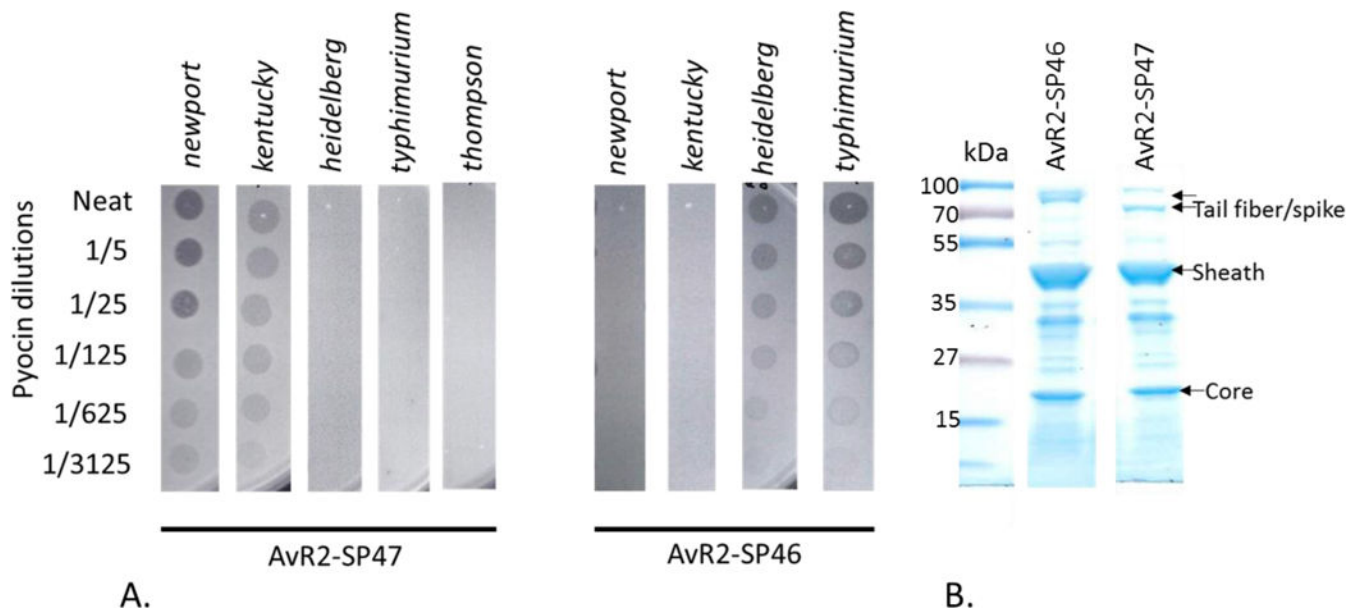 newport
kentucky
heidelberg
typhimurium
thompson
newport
kentucky
heidelberg
typhimurium
AvR2-SP46
AvR2-SP47
kDa
Pyocin dilutions
Neat
1/5
1/25
1/125
1/625
1/3125
100
70
55
35
27
15
Tail fiber/spike
Sheath
Core
AvR2-SP47
AvR2-SP46
A.
B.